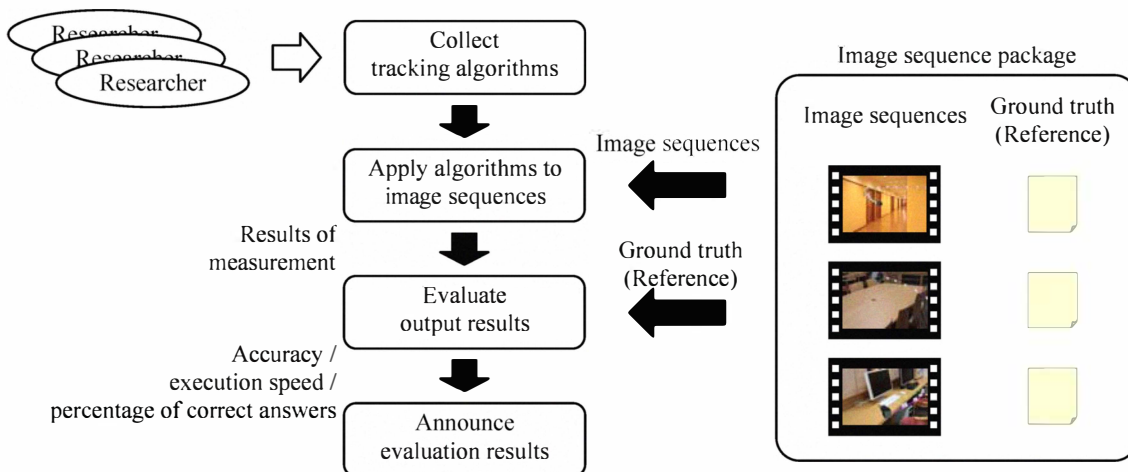 Researcher
Researcher
Researcher
Collect
tracking algorithms
Apply algorithms to
image sequences
Results of
measurement
Evaluate
output results
Accuracy /
execution speed /
percentage of correct answers
Announce
evaluation results
Image sequences
Ground truth
(Reference)
Image sequence package
Image sequences
Ground truth
(Reference)